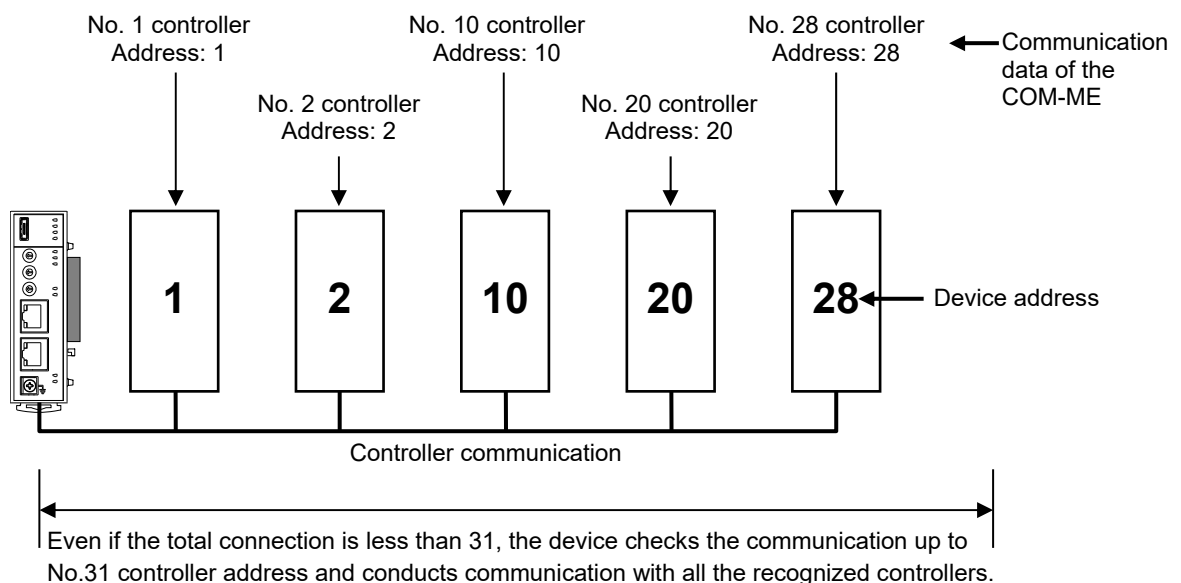 No. 1 controller
Address: 1
No. 10 controller
Address: 10
No. 28 controller
Address: 28
Communication
data of the
COM-ME
No. 2 controller
Address: 2
No. 20 controller
Address: 20
1
2
10
20
28
Device address
Controller communication
Even if the total connection is less than 31, the device checks the communication up to
No.31 controller address and conducts communication with all the recognized controllers.